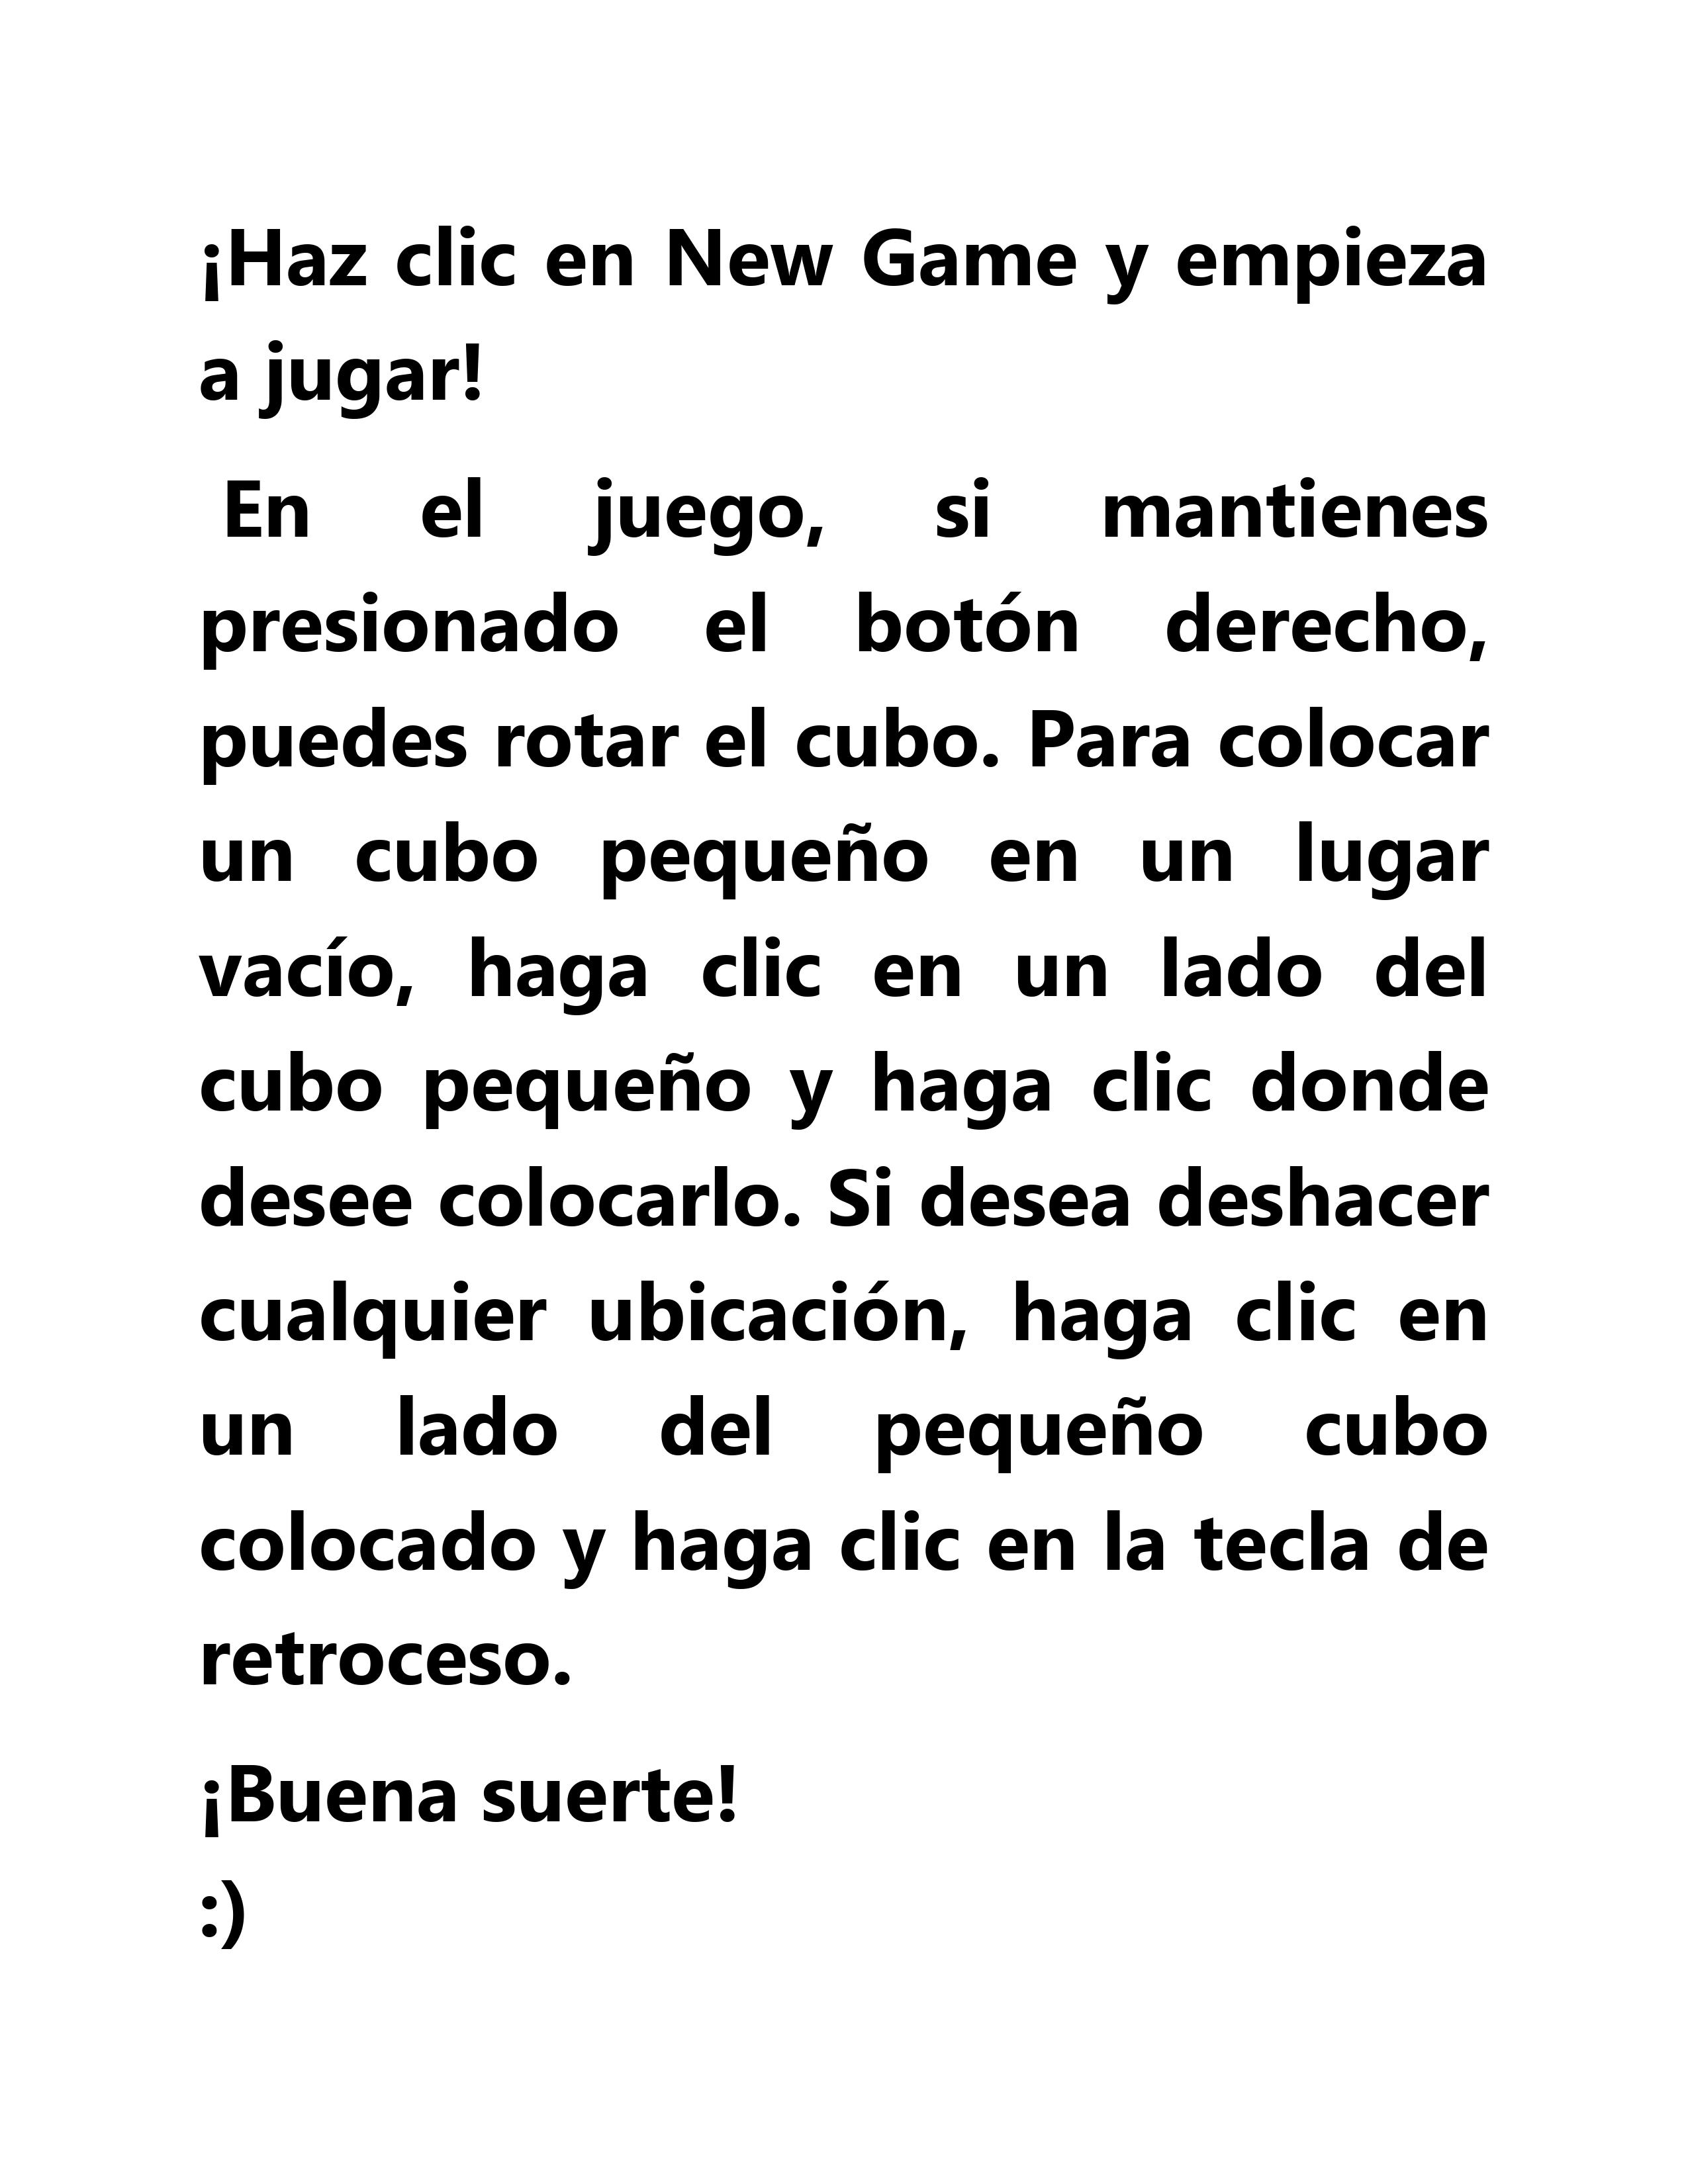 ¡Haz clic en New Game y empieza
a jugar!
En el juego, si mantienes
presionado el botón derecho,
puedes rotar el cubo. Para colocar
un cubo pequeño en un lugar
vacío, haga clic en un lado del
cubo pequeño y haga clic donde
desee colocarlo. Si desea deshacer
cualquier ubicación, haga clic en
un lado del pequeño cubo
colocado y haga clic en la tecla de
retroceso.
¡Buena suerte!
:)